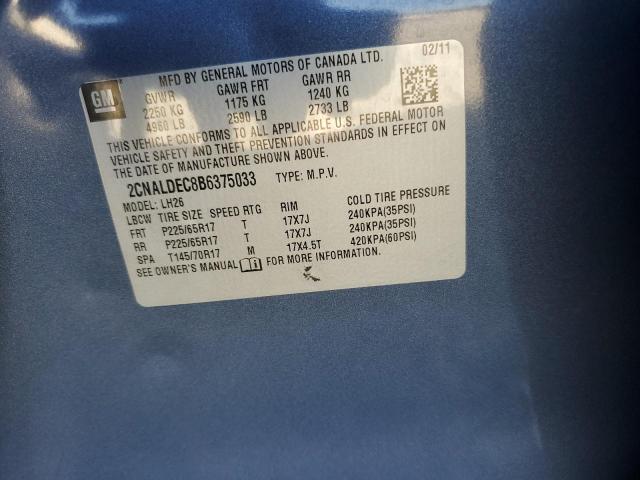 GM
MFD BY GENERAL MOTORS OF CANADA LTD. 02/11
GVWR GAWR FRT GAWR RR
2250 KG 1175 KG 1240 KG
4960 LB 2590 LB 2733 LB
THIS VEHICLE CONFORMS TO ALL APPLICABLE U.S. FEDERAL MOTOR
VEHICLE SAFETY AND THEFT PREVENTION STANDARDS IN EFFECT ON
THE DATE OF MANUFACTURE SHOWN ABOVE.
2CNALDEC8B6375033 TYPE: M.P.V.
MODEL: LH26
LBCW TIRE SIZE SPEED RTG RIM COLD TIRE PRESSURE
FRT P225/65R17 T 17X7J 240KPA(35PSI)
RR P225/65R17 T 17X7J 240KPA(35PSI)
SPA T145/70R17 M 17X4.5T 420KPA(60PSI)
SEE OWNER'S MANUAL FOR MORE INFORMATION.